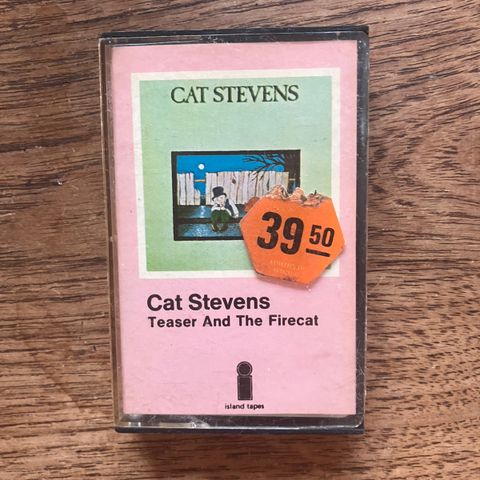 CAT STEVENS
39 50
Cat Stevens
Teaser And The Firecat
island tapes